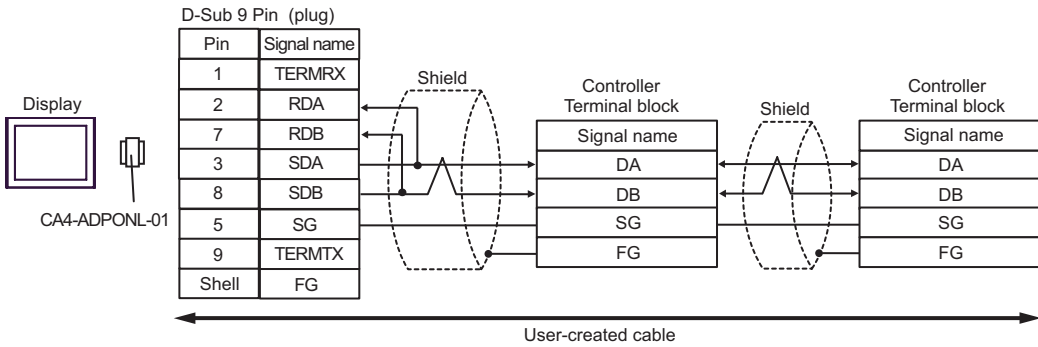 D-Sub 9 Pin (plug)
Pin Signal name
1 TERMRX
2 RDA
7 RDB
3 SDA
8 SDB
5 SG
9 TERMTX
Shell FG
Display
CA4-ADPONL-01
Shield
Controller
Terminal block
Signal name
DA
DB
SG
FG
Shield
Controller
Terminal block
Signal name
DA
DB
SG
FG
User-created cable